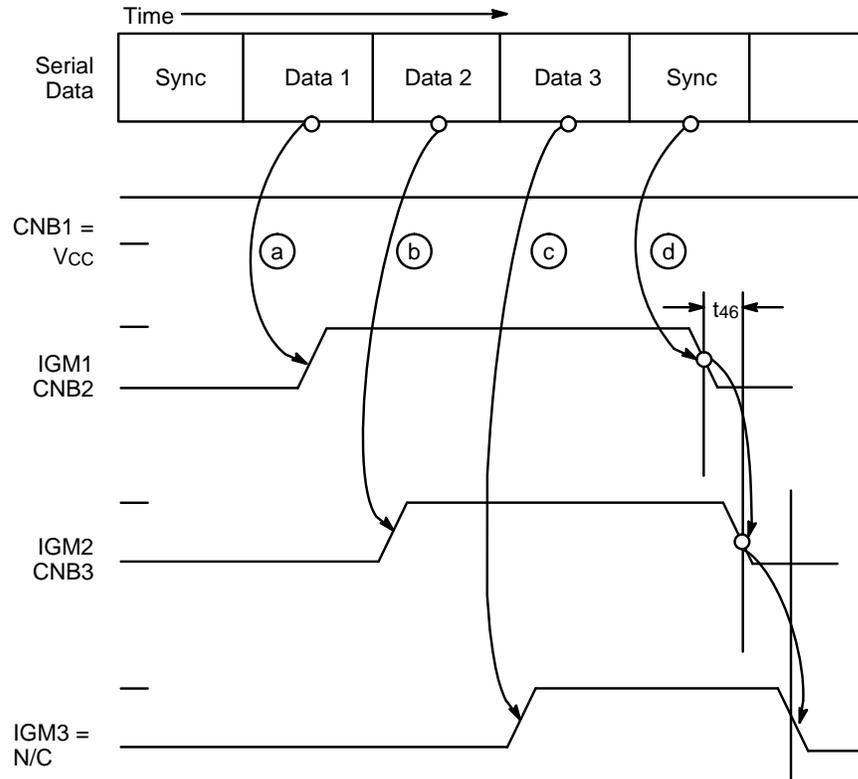 Time
Serial
Data
Sync
Data 1
Data 2
Data 3
Sync
CNB1 =
VCC
a
b
c
d
t46
IGM1
CNB2
IGM2
CNB3
IGM3 =
N/C